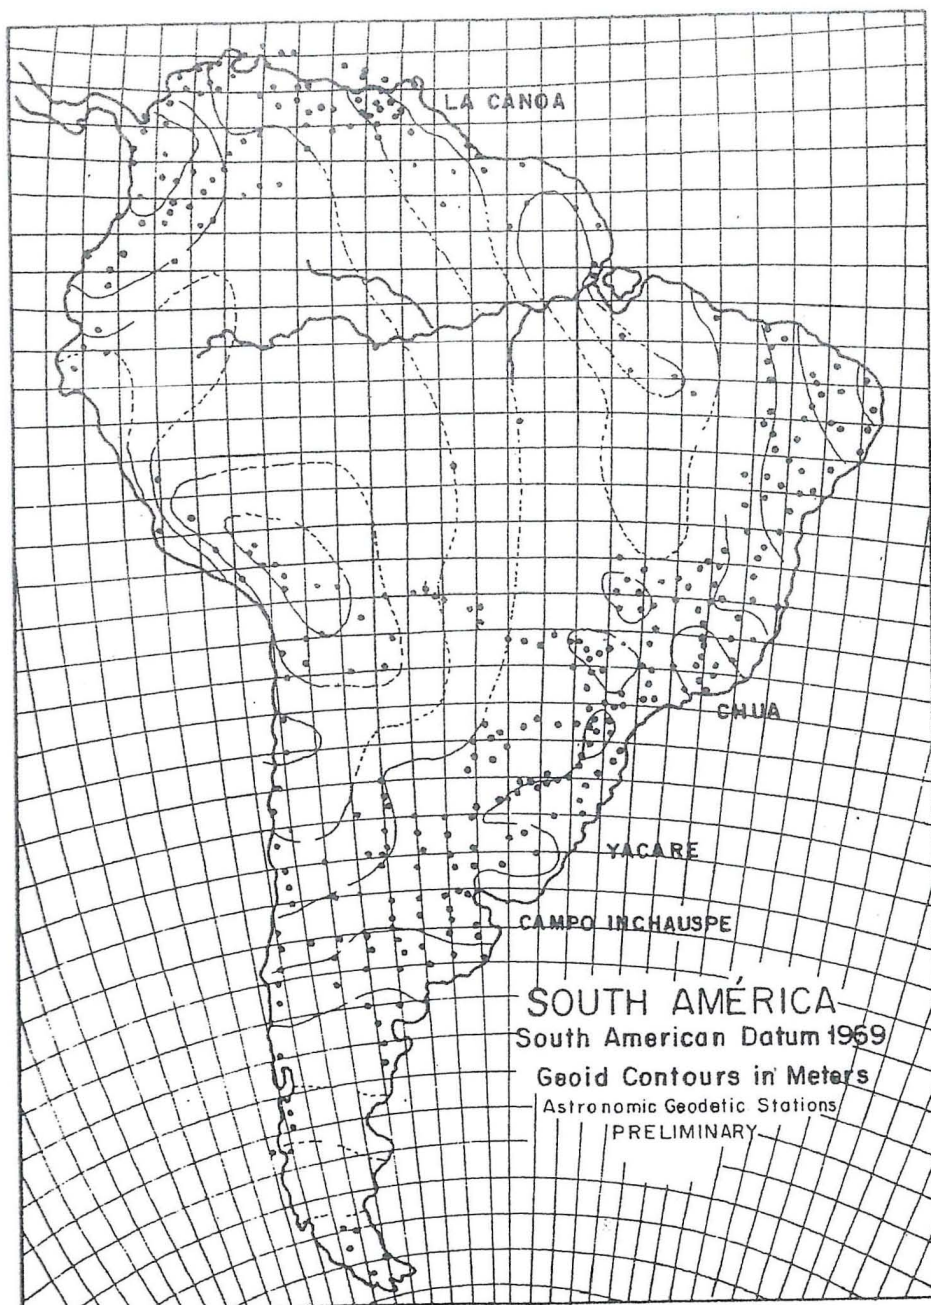 LA CANOA
CHUA
YACARE
CAMPO INCHAUSPE
SOUTH AMÉRICA
South American Datum 1969
Geoid Contours in Meters
Astronomic Geodetic Stations
PRELIMINARY